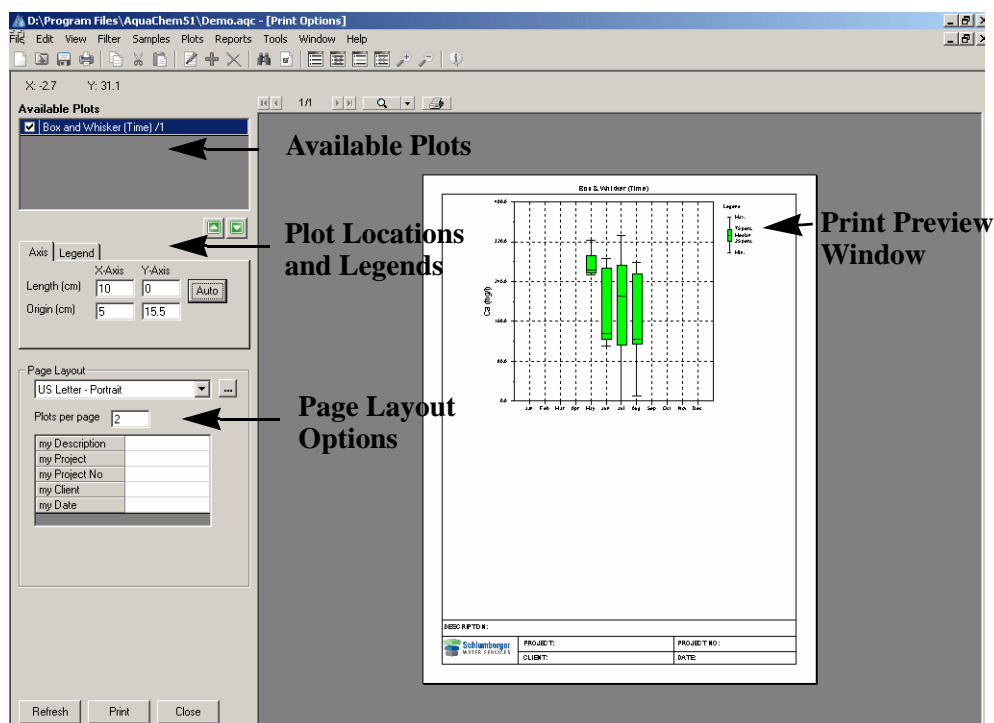 D:\Program Files\AquaChem51\Demo.aqc - [Print Options]
File Edit View Filter Samples Plots Reports Tools Window Help
X: -2.7 Y: 31.1
1/1
Available Plots
Box and Whisker (Time) /1
Available Plots
Plot Locations
and Legends
Axis Legend
X-Axis Y-Axis
Length (cm) 10 0 Auto
Origin (cm) 5 15.5
Page Layout
US Letter - Portrait ...
Plots per page 2
Page Layout
Options
my Description
my Project
my Project No
my Client
my Date
Refresh Print Close
Box & Whisker (Time)
Legend
Max.
Median
Min.
Print Preview
Window
Ca (mg/l)
Jan Feb Mar Apr May Jun Jul Aug Sep Oct Nov Dec
DESCRIPTION:
Schlumberger
WATER SERVICES
PROJECT: PROJECT NO:
CLIENT: DATE: